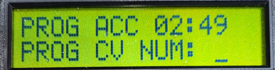 PROG ACC 02:49
PROG CV NUM: _